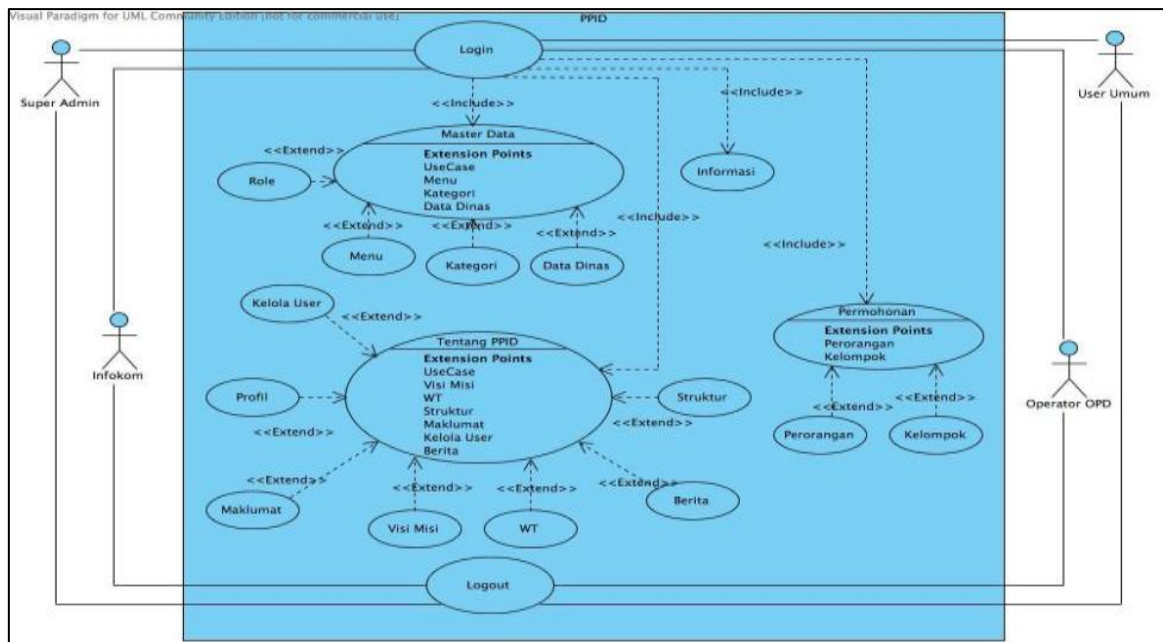 Visual Paradigm for UML Community Edition [not for commercial use]
PPID
Login
Super Admin
User Umum
<<Include>>
<<Include>>
Master Data
Extension Points
UseCase
Menu
Kategori
Data Dinas
<<Extend>>
Role
Informasi
<<Include>>
<<Extend>>
<<Extend>>
<<Extend>>
Menu
Kategori
Data Dinas
<<Include>>
Kelola User
<<Extend>>
Tentang PPID
Extension Points
UseCase
Visi Misi
WT
Struktur
Maklumat
Kelola User
Berita
Permohonan
Extension Points
Perorangan
Kelompok
Infokom
Operator OPD
Profil
<<Extend>>
Struktur
<<Extend>>
<<Extend>>
<<Extend>>
Perorangan
Kelompok
<<Extend>>
Maklumat
<<Extend>>
Visi Misi
<<Extend>>
WT
<<Extend>>
Berita
Logout